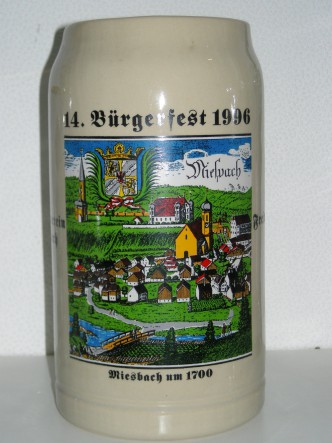 14. Bürgerfest 1996
Miespach
Miesbach um 1700